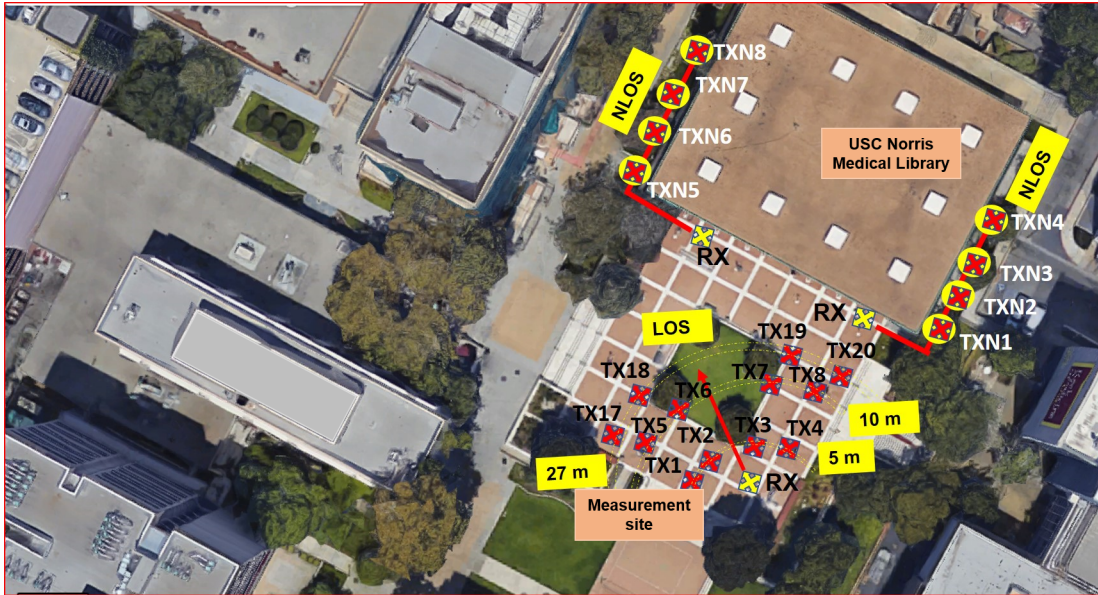 TXN8
NLOS
TXN7
TXN6
TXN5
USC Norris
Medical Library
NLOS
TXN4
TXN3
TXN2
TXN1
RX
RX
LOS
TX19
TX20
TX18
TX6
TX7
TX8
TX17
TX5
TX2
TX3
TX4
10 m
5 m
27 m
TX1
RX
Measurement
site